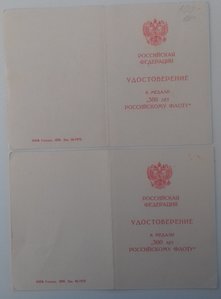 РОССИЙСКАЯ
ФЕДЕРАЦИЯ
УДОСТОВЕРЕНИЕ
К МЕДАЛИ
„300 лет
РОССИЙСКОМУ ФЛОТУ"
РОССИЙСКАЯ
ФЕДЕРАЦИЯ
УДОСТОВЕРЕНИЕ
К МЕДАЛИ
„300 лет
РОССИЙСКОМУ ФЛОТУ"